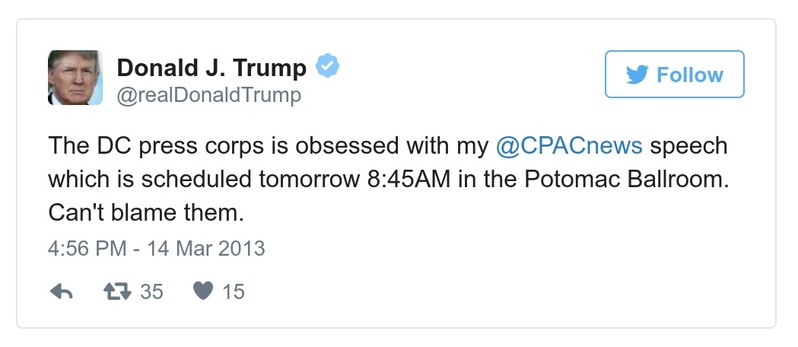 Donald J. Trump
@realDonaldTrump
Follow
The DC press corps is obsessed with my @CPACnews speech
which is scheduled tomorrow 8:45AM in the Potomac Ballroom.
Can't blame them.
4:56 PM - 14 Mar 2013
35 15